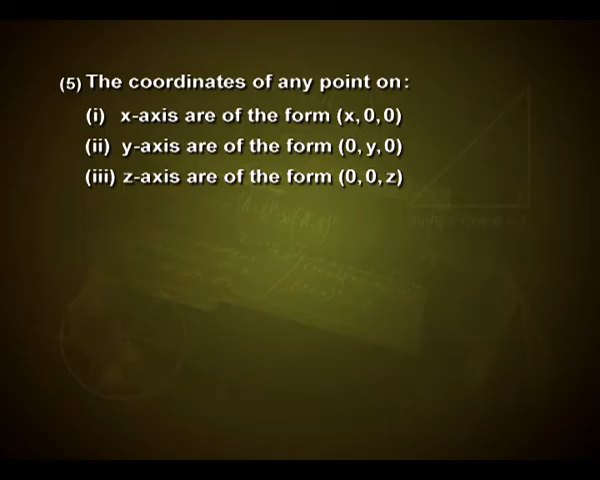 (5) The coordinates of any point on:
(i) x-axis are of the form (x, 0, 0)
(ii) y-axis are of the form (0, y, 0)
(iii) z-axis are of the form (0, 0, z)